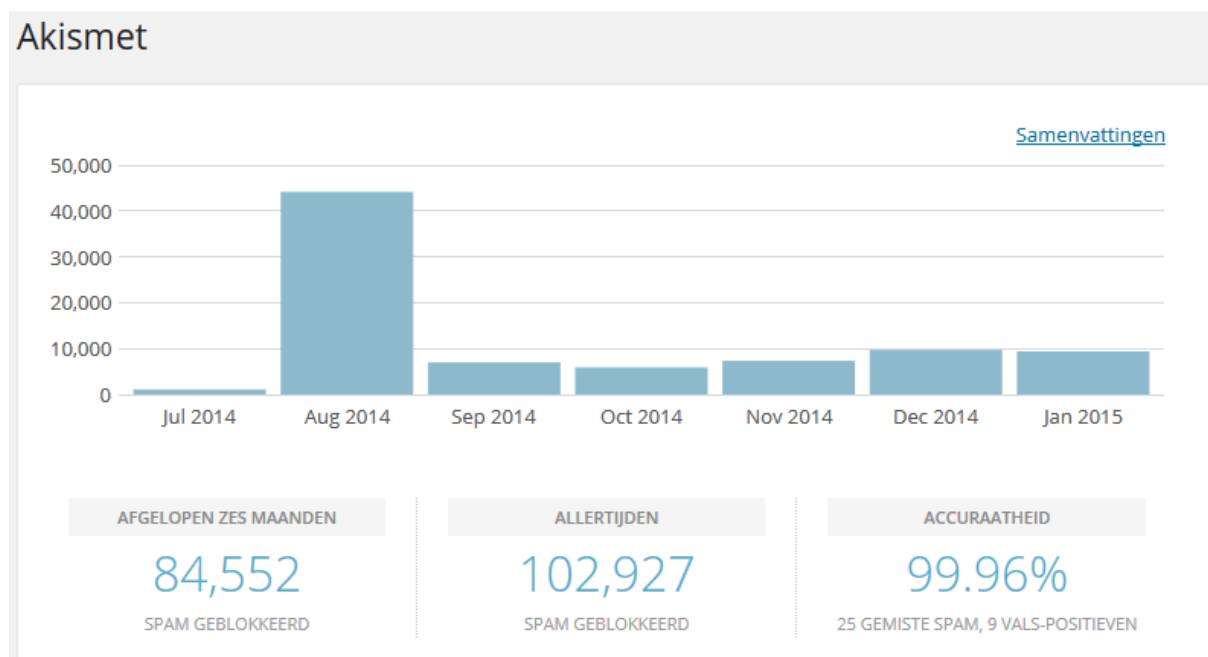 Akismet
Samenvattingen
50,000
40,000
30,000
20,000
10,000
0
Jul 2014 Aug 2014 Sep 2014 Oct 2014 Nov 2014 Dec 2014 Jan 2015
AFGELOPEN ZES MAANDEN ALLERTIJDEN ACCURAATHEID
84,552 102,927 99.96%
SPAM GEBLOKKEERD SPAM GEBLOKKEERD 25 GEMISTE SPAM, 9 VALS-POSITIEVEN